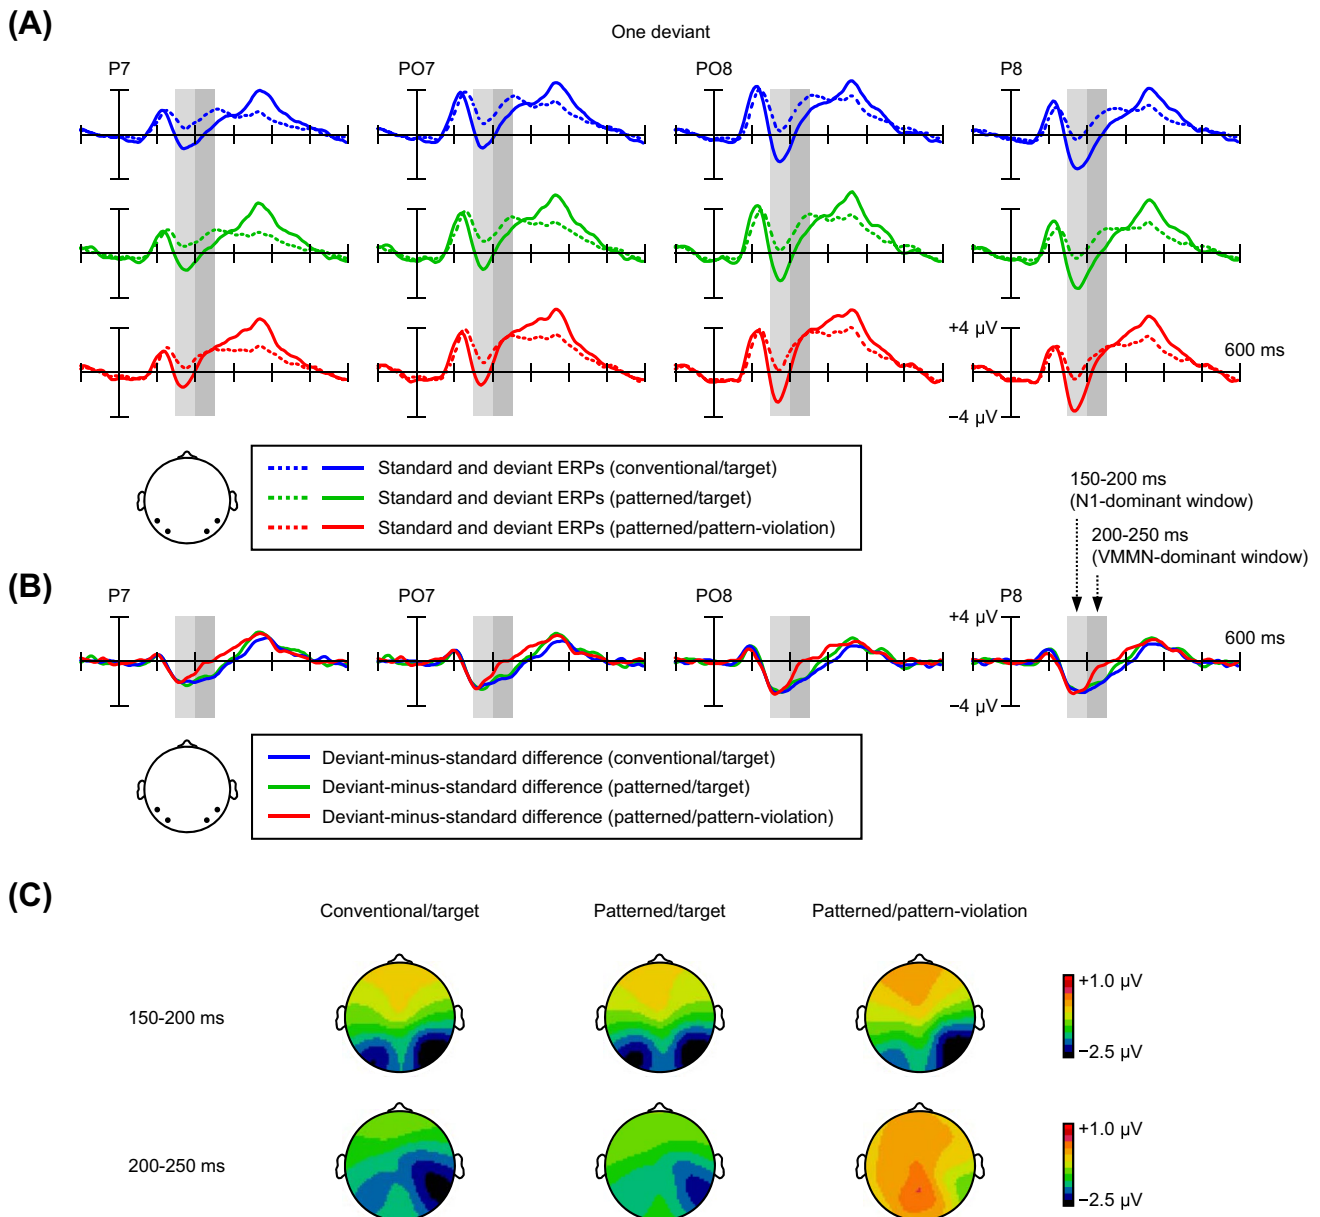 (A)
One deviant
P7
PO7
PO8
P8
+4 µV
600 ms
−4 µV
Standard and deviant ERPs (conventional/target)
Standard and deviant ERPs (patterned/target)
Standard and deviant ERPs (patterned/pattern-violation)
150-200 ms
(N1-dominant window)
200-250 ms
(VMMN-dominant window)
(B)
P7
PO7
PO8
P8
+4 µV
600 ms
−4 µV
Deviant-minus-standard difference (conventional/target)
Deviant-minus-standard difference (patterned/target)
Deviant-minus-standard difference (patterned/pattern-violation)
(C)
Conventional/target
Patterned/target
Patterned/pattern-violation
150-200 ms
+1.0 µV
−2.5 µV
200-250 ms
+1.0 µV
−2.5 µV